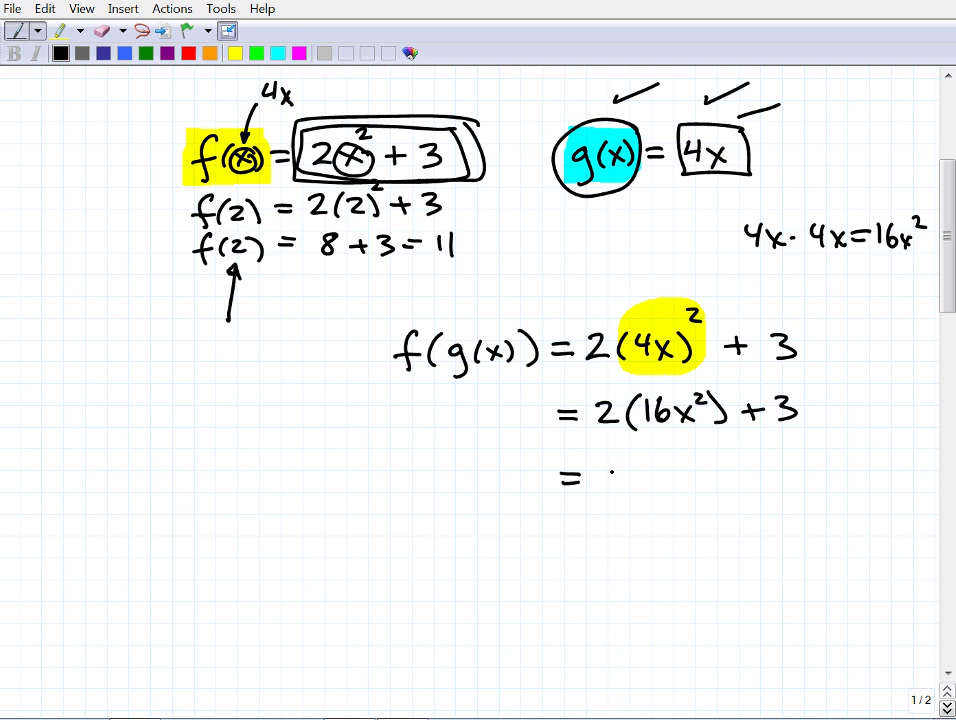 File Edit View Insert Actions Tools Help
B I
4x
f(x) = 2x² + 3
g(x) = 4x
f(2) = 2(2)² + 3
f(2) = 8 + 3 = 11
4x · 4x = 16x²
f(g(x)) = 2(4x)² + 3
= 2(16x²) + 3
=
1 / 2